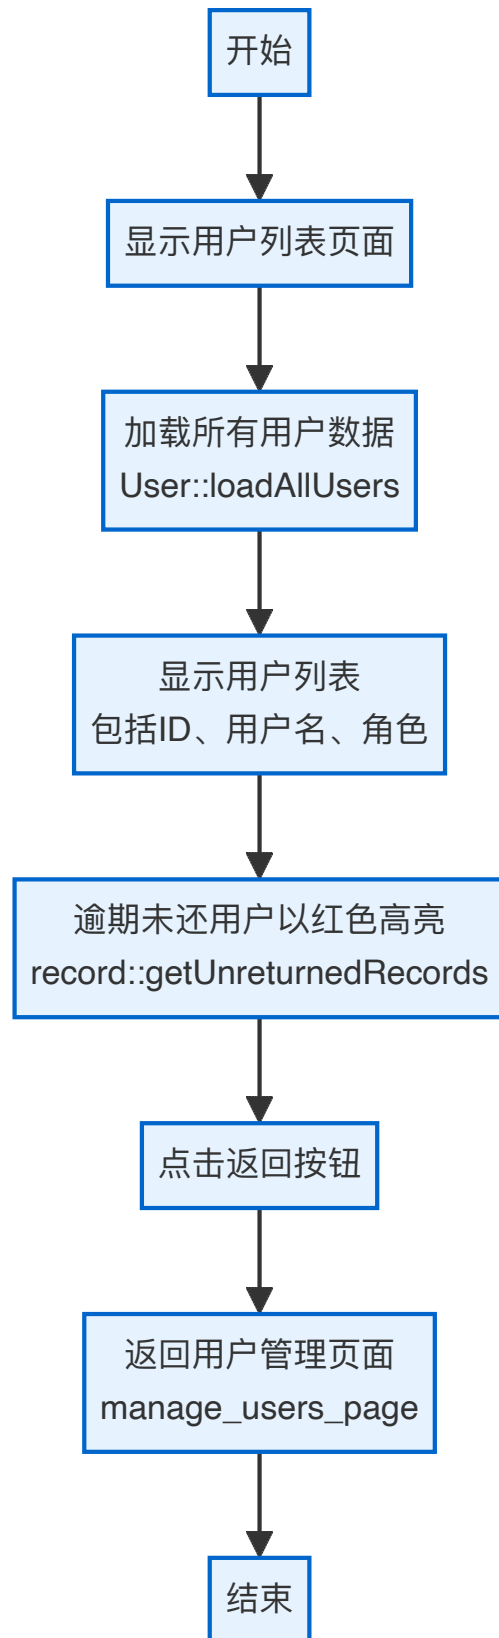 开始
显示用户列表页面
加载所有用户数据
User::loadAllUsers
显示用户列表
包括ID、用户名、角色
逾期未还用户以红色高亮
record::getUnreturnedRecords
点击返回按钮
返回用户管理页面
manage_users_page
结束